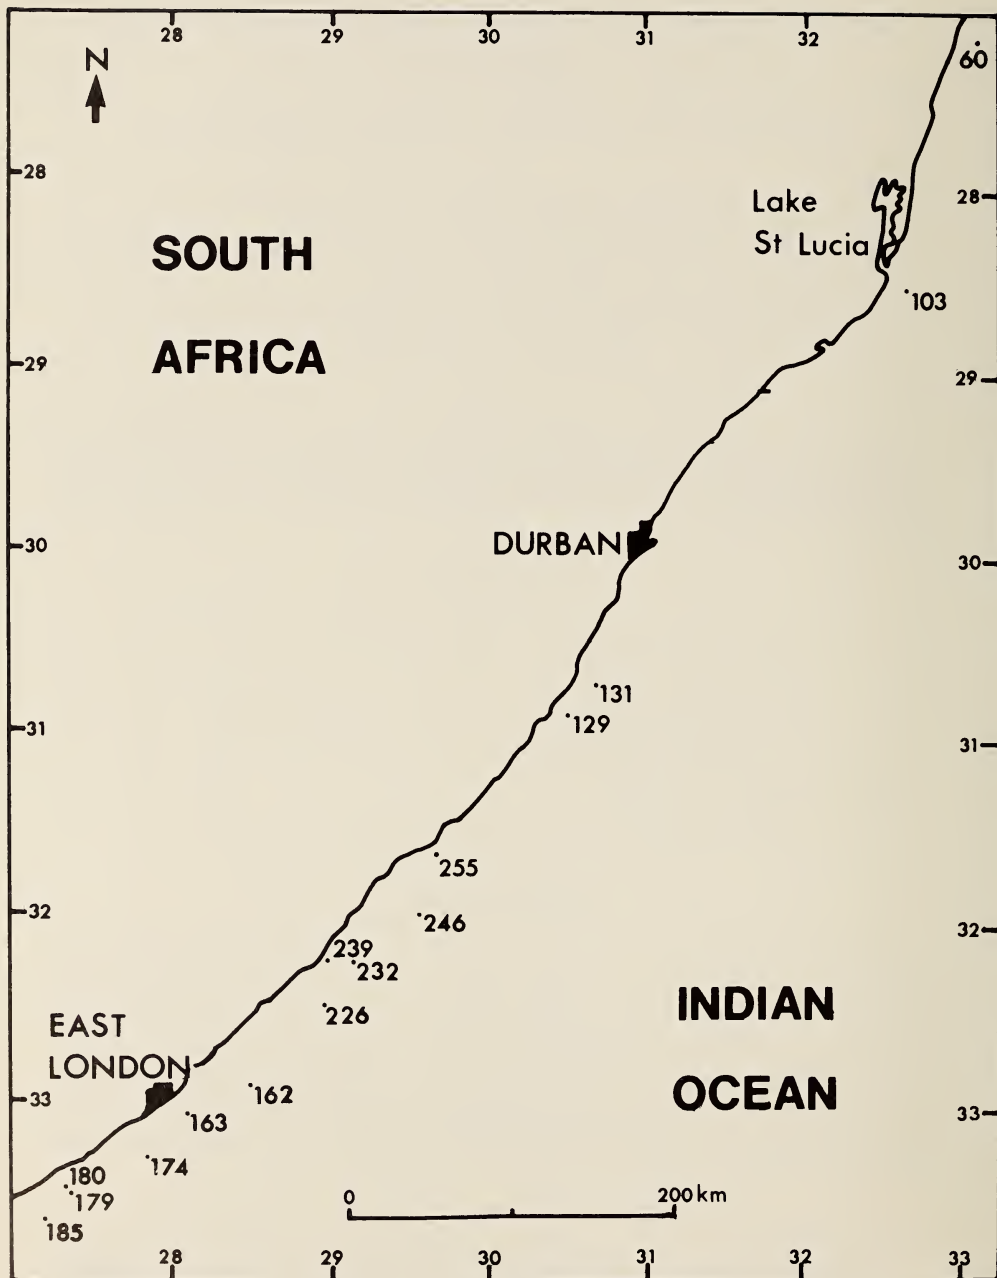 28 29 30 31 32
N
60
28
28
Lake
St Lucia
SOUTH
103
AFRICA
29
29
DURBAN
30
30
131
129
31
31
255
246
32
32
239
232
226
INDIAN
EAST
LONDON
OCEAN
162
33
33
163
174
180
179
0 200 km
185
28 29 30 31 32 33